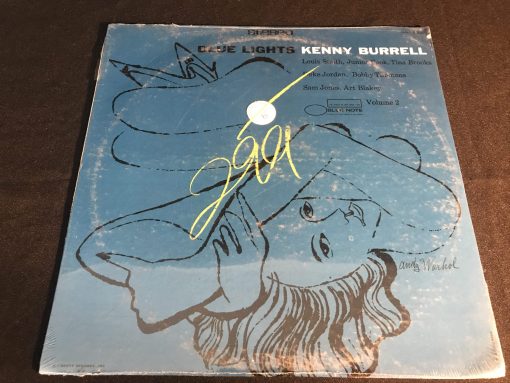 STEREO
BLUE LIGHTS KENNY BURRELL
Louis Smith, Junior Cook, Tina Brooks
Duke Jordan, Bobby Timmons
Sam Jones, Art Blakey
BLUE NOTE
Volume 2
andy Warhol